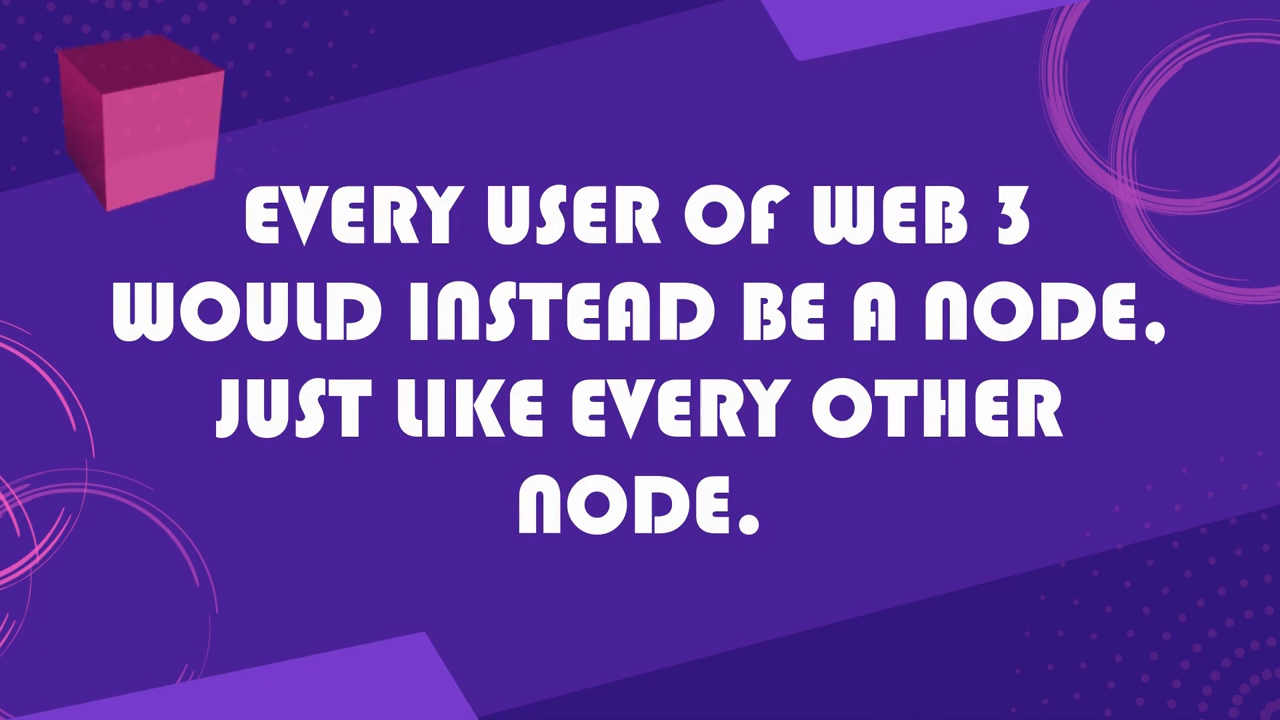 EVERY USER OF WEB 3
WOULD INSTEAD BE A NODE,
JUST LIKE EVERY OTHER
NODE.